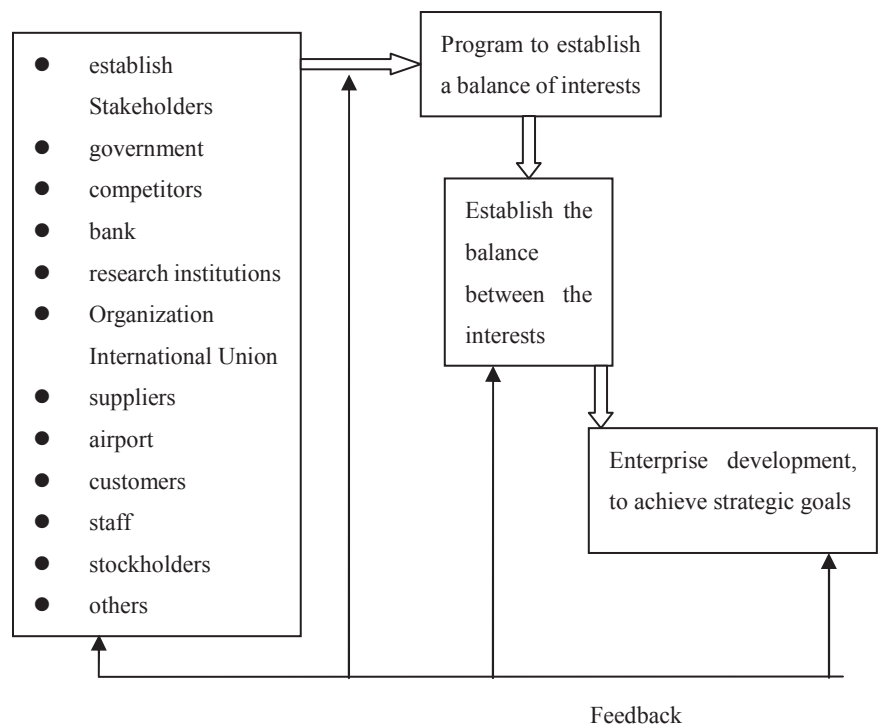 ● establish
Stakeholders
● government
● competitors
● bank
● research institutions
● Organization
International Union
● suppliers
● airport
● customers
● staff
● stockholders
● others
Program to establish
a balance of interests
Establish the
balance
between the
interests
Enterprise development,
to achieve strategic goals
Feedback